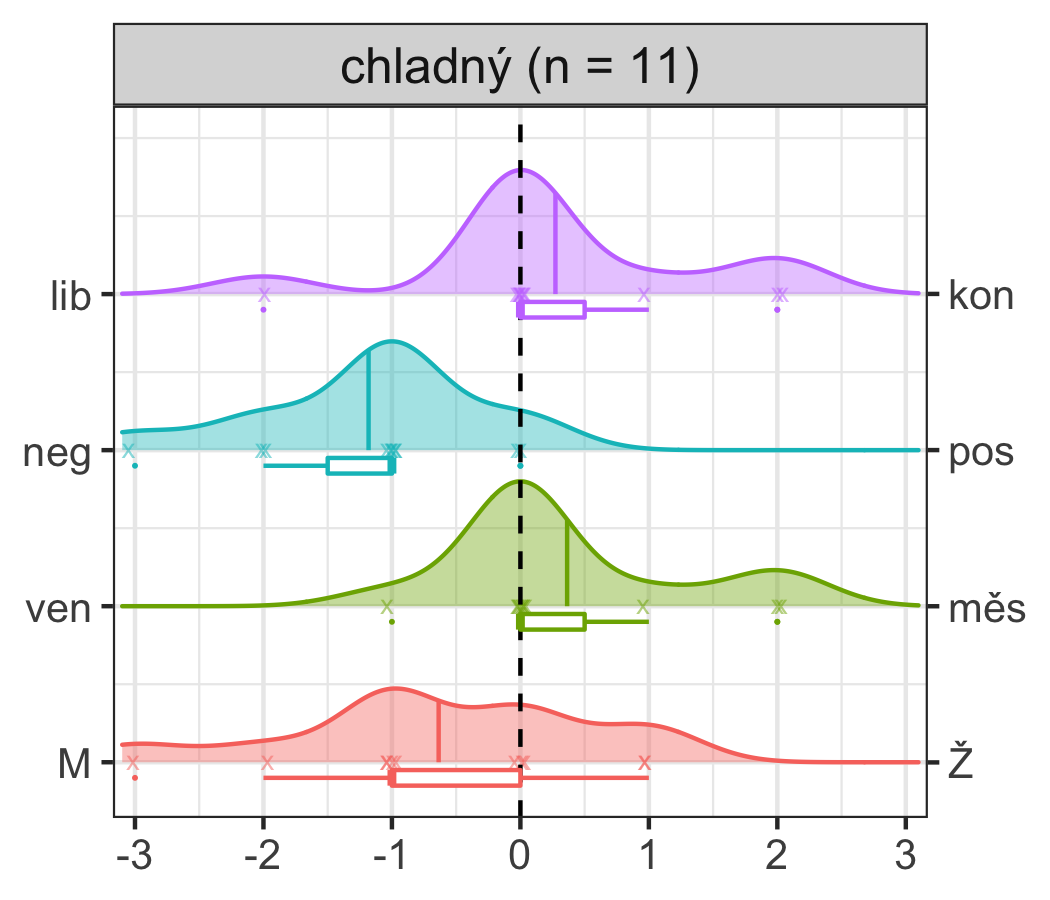 chladný (n = 11)
lib kon
neg pos
ven měs
M Ž
-3 -2 -1 0 1 2 3